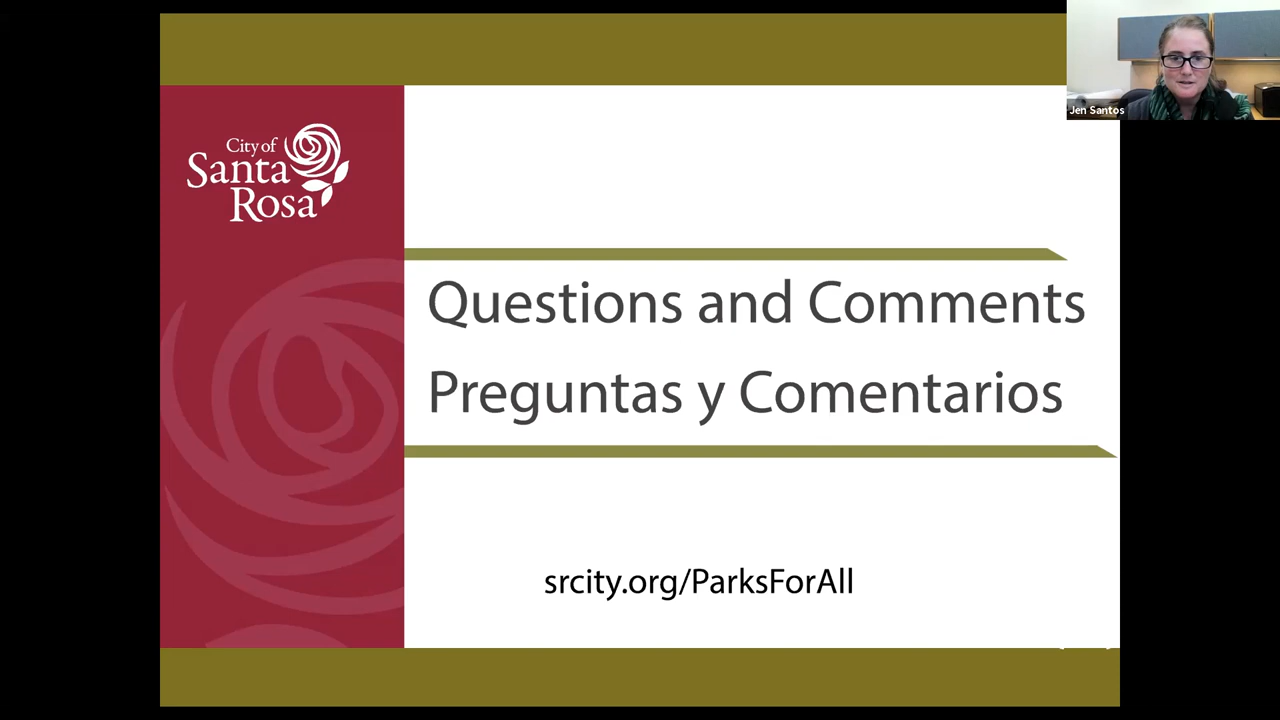 City of
Santa
Rosa
Questions and Comments
Preguntas y Comentarios
srcity.org/ParksForAll
Jen Santos